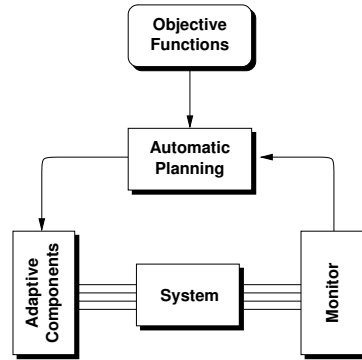 Objective
Functions
Automatic
Planning
Adaptive
Components
System
Monitor